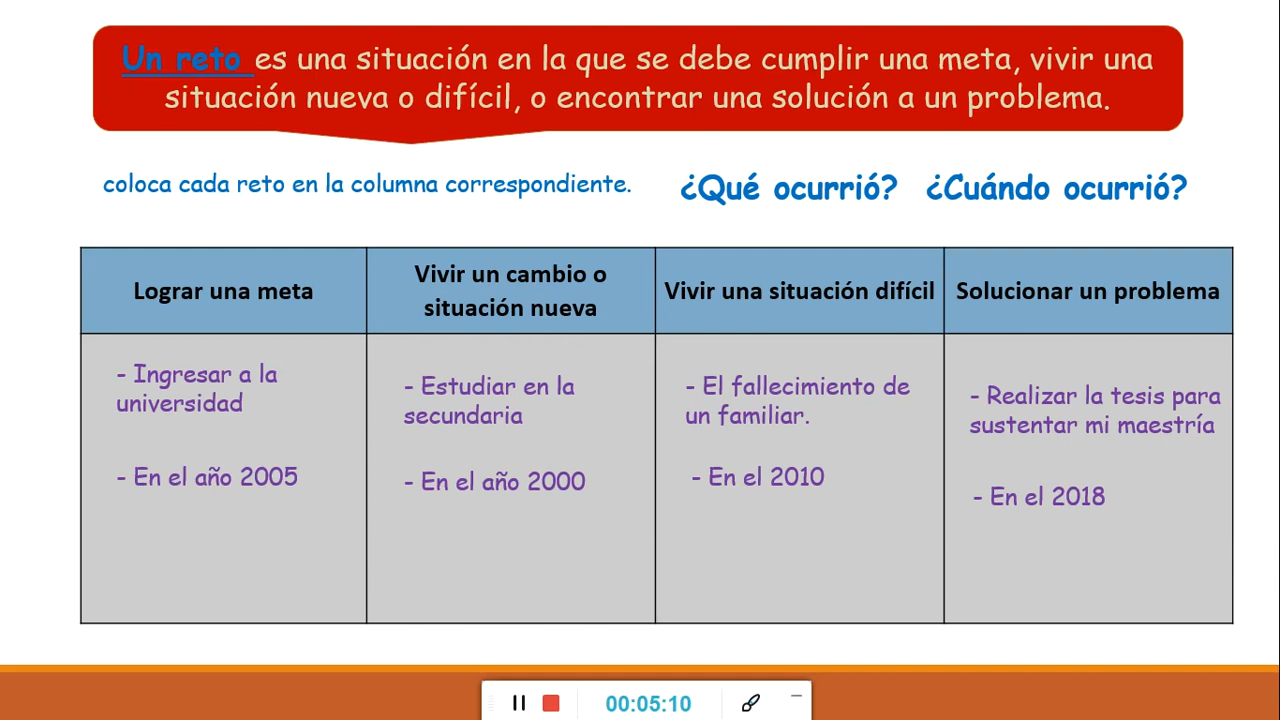 Un reto es una situación en la que se debe cumplir una meta, vivir una
situación nueva o difícil, o encontrar una solución a un problema.
coloca cada reto en la columna correspondiente.
¿Qué ocurrió? ¿Cuándo ocurrió?
Lograr una meta
Vivir un cambio o
situación nueva
Vivir una situación difícil
Solucionar un problema
- Ingresar a la
universidad
- En el año 2005
- Estudiar en la
secundaria
- En el año 2000
- El fallecimiento de
un familiar.
- En el 2010
- Realizar la tesis para
sustentar mi maestría
- En el 2018
00:05:10